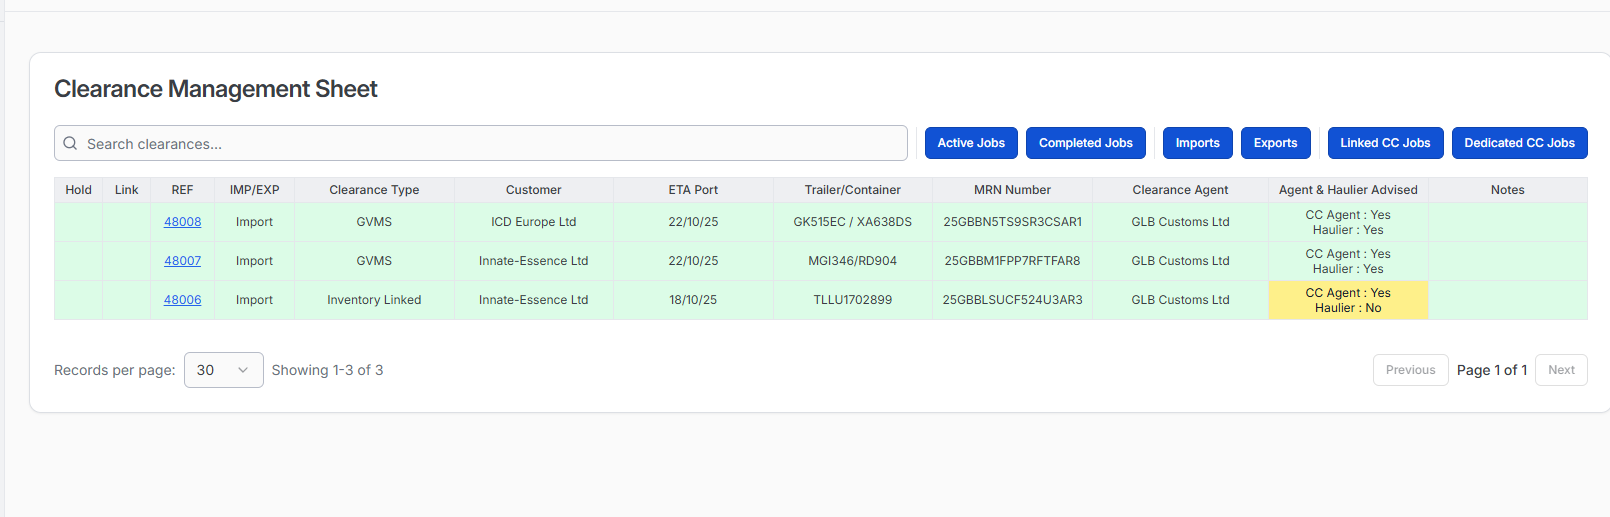 Clearance Management Sheet
Search clearances...
Active Jobs Completed Jobs Imports Exports Linked CC Jobs Dedicated CC Jobs
Hold Link REF IMP/EXP Clearance Type Customer ETA Port Trailer/Container MRN Number Clearance Agent Agent & Haulier Advised Notes
48008 Import GVMS ICD Europe Ltd 22/10/25 GK515EC / XA638DS 25GBBN5TS9SR3CSAR1 GLB Customs Ltd CC Agent : Yes
Haulier : Yes
48007 Import GVMS Innate-Essence Ltd 22/10/25 MGI346/RD904 25GBBM1FPP7RFTFAR8 GLB Customs Ltd CC Agent : Yes
Haulier : Yes
48006 Import Inventory Linked Innate-Essence Ltd 18/10/25 TLLU1702899 25GBBLSUCF524U3AR3 GLB Customs Ltd CC Agent : Yes
Haulier : No
Records per page: 30 Showing 1-3 of 3 Previous Page 1 of 1 Next